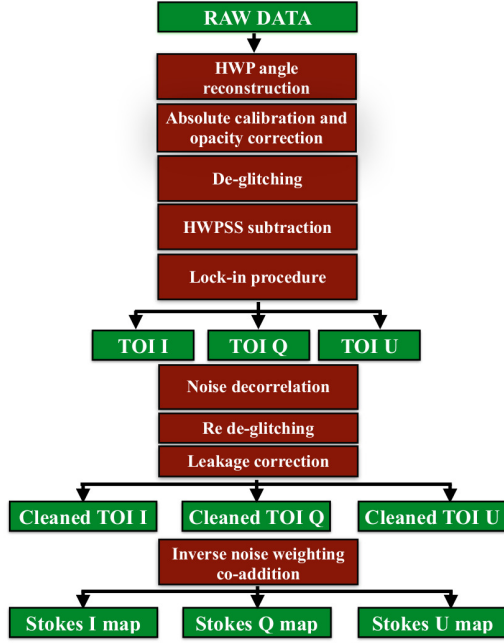 RAW DATA
HWP angle
reconstruction
Absolute calibration and
opacity correction
De-glitching
HWPSS subtraction
Lock-in procedure
TOI I TOI Q TOI U
Noise decorrelation
Re de-glitching
Leakage correction
Cleaned TOI I Cleaned TOI Q Cleaned TOI U
Inverse noise weighting
co-addition
Stokes I map Stokes Q map Stokes U map